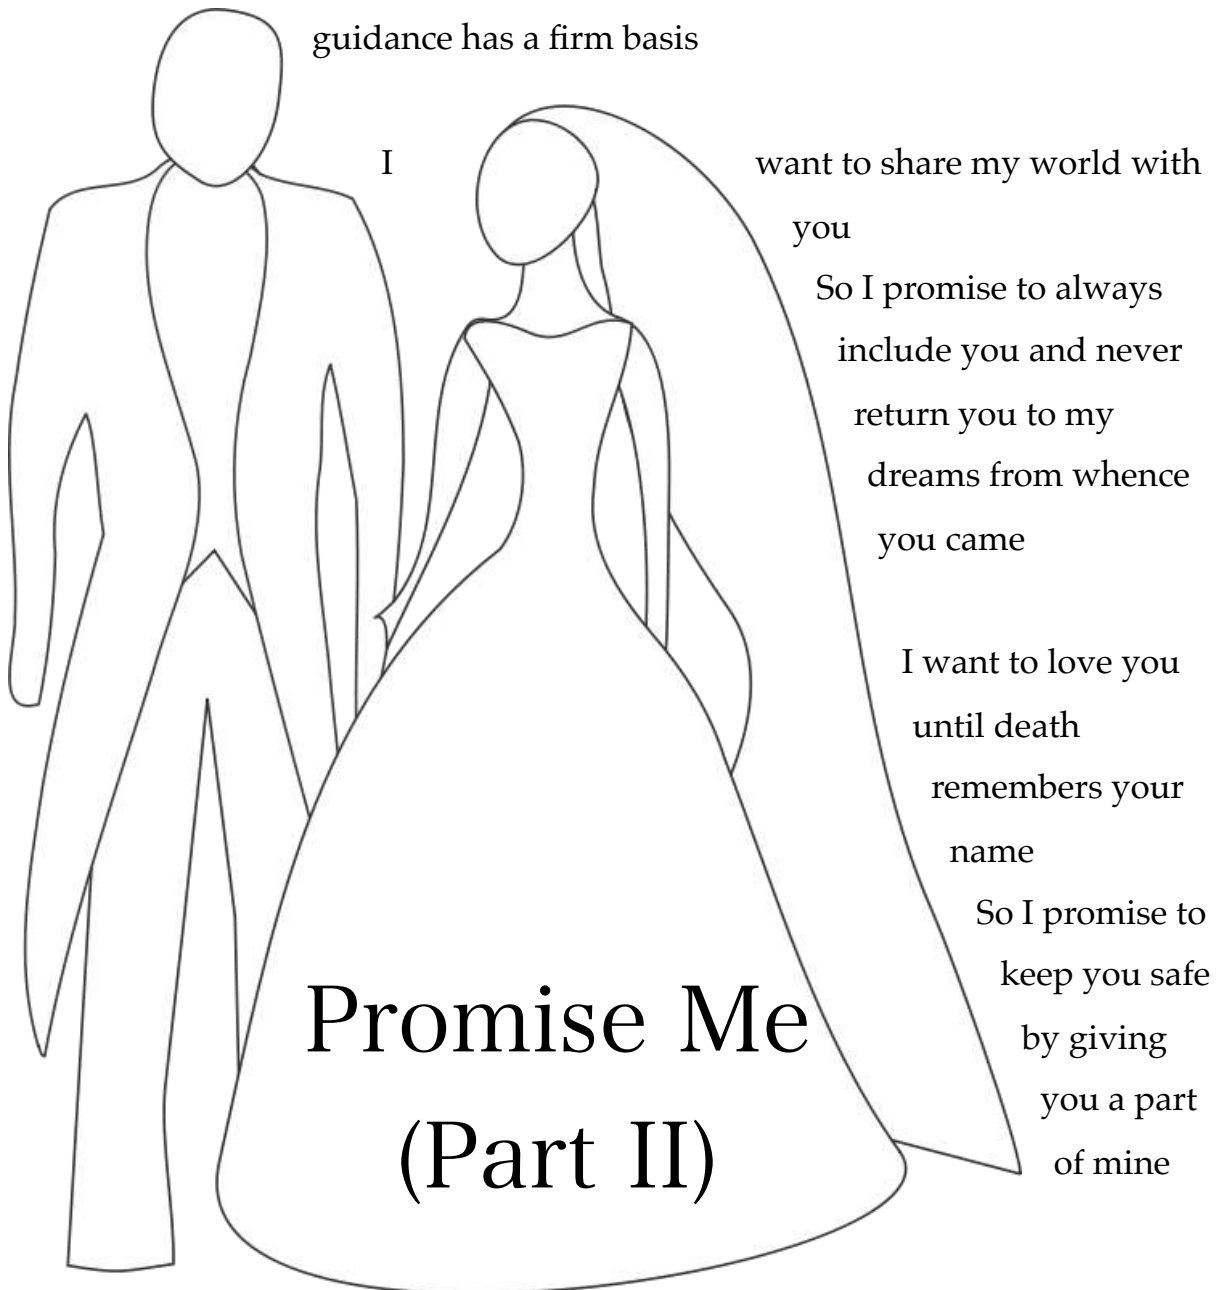 guidance has a firm basis
I want to share my world with
you
So I promise to always
include you and never
return you to my
dreams from whence
you came
I want to love you
until death
remembers your
name
So I promise to
keep you safe
by giving
you a part
of mine
Promise Me
(Part II)